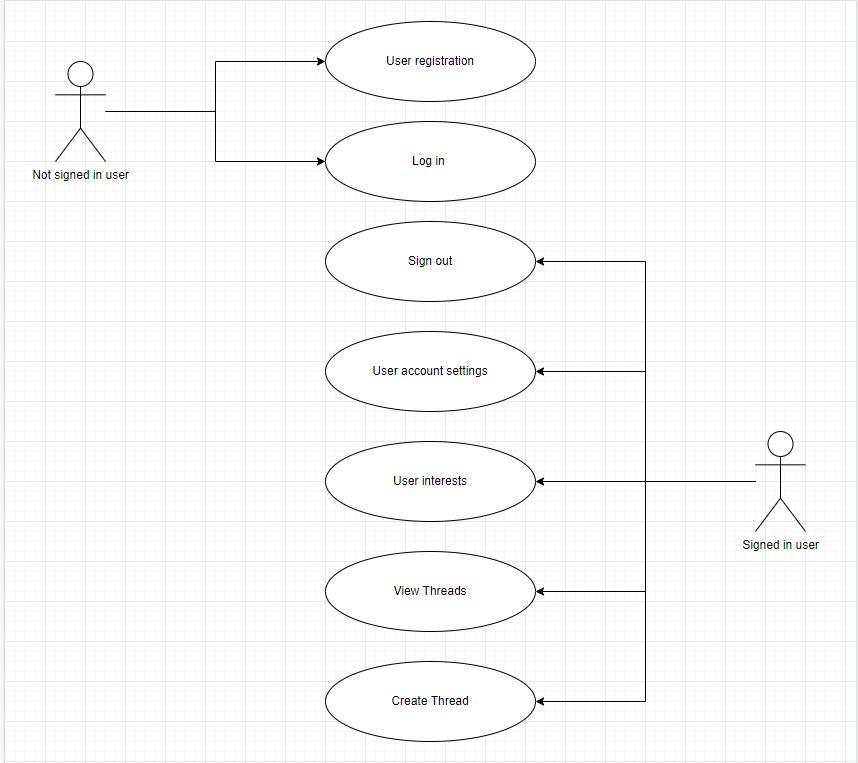 User registration
Log in
Not signed in user
Sign out
User account settings
User interests
Signed in user
View Threads
Create Thread